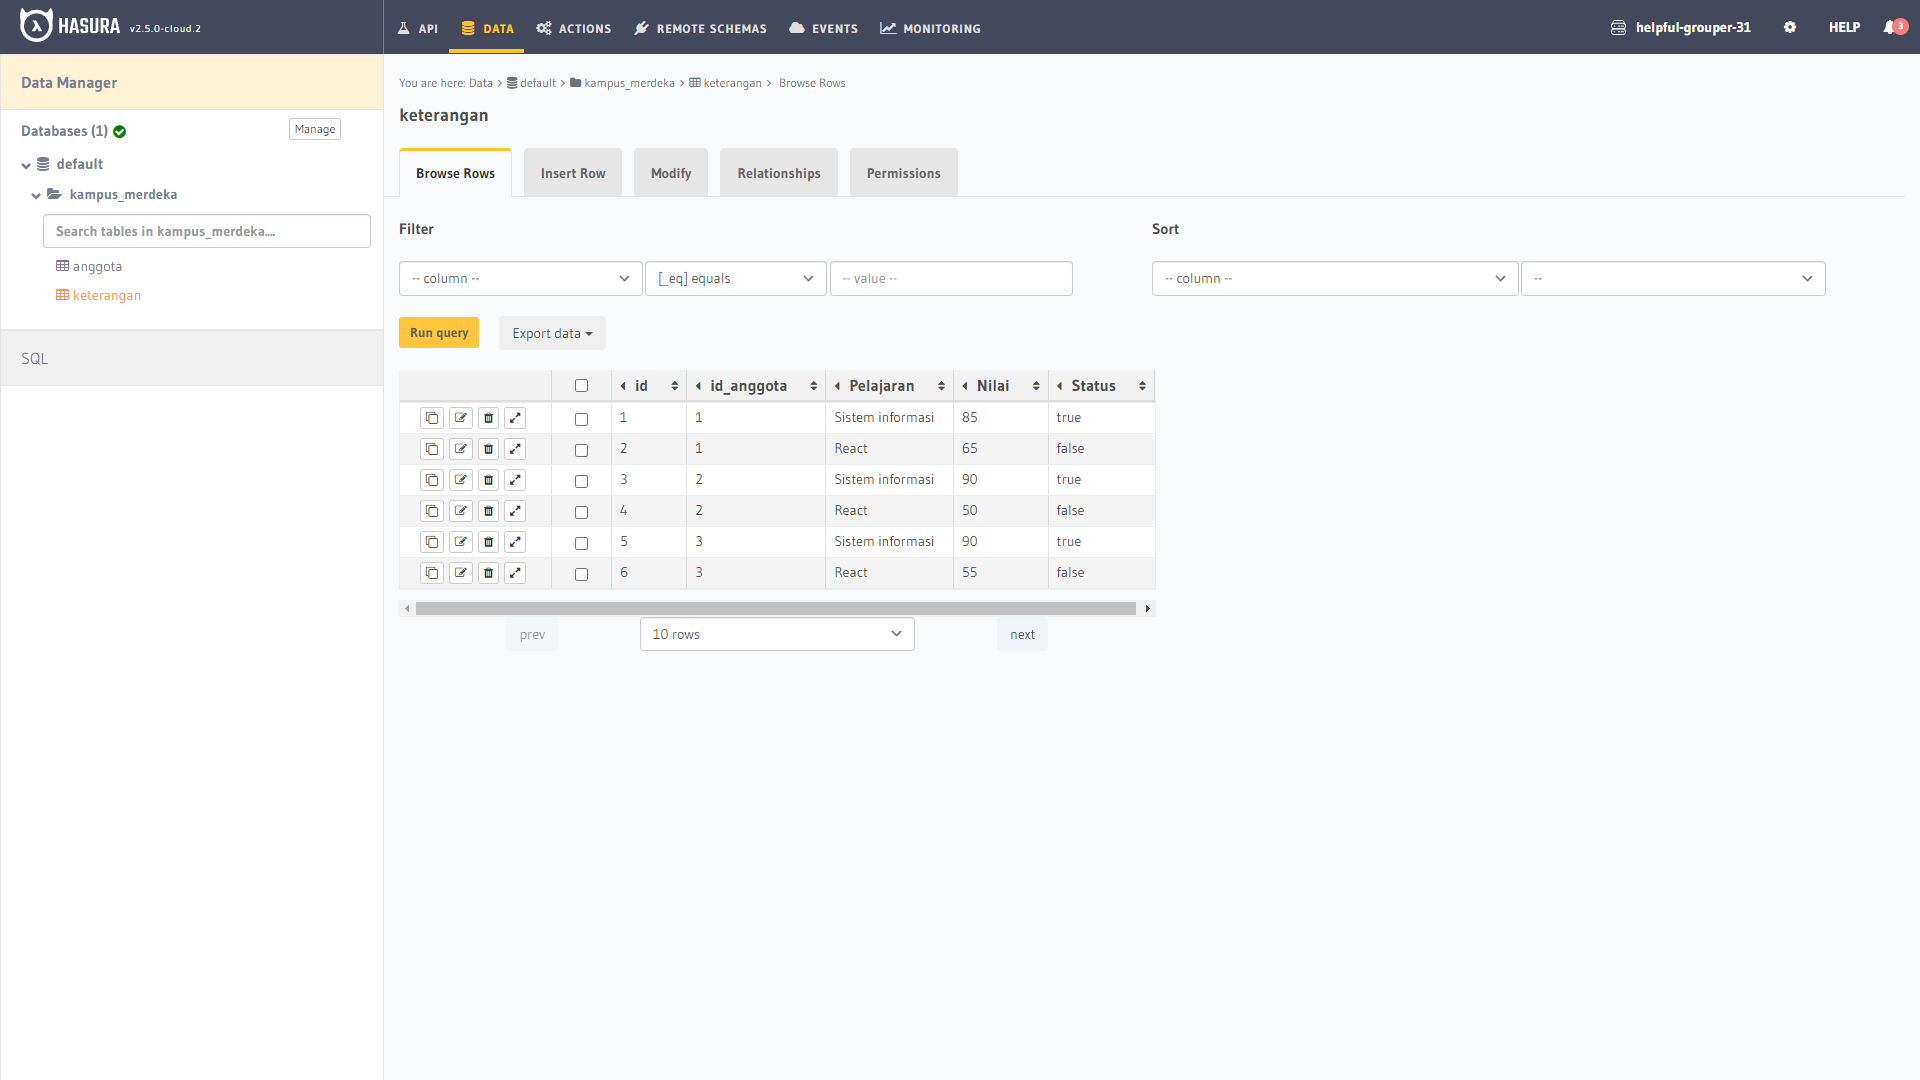 HASURA v2.5.0-cloud.2
API DATA ACTIONS REMOTE SCHEMAS EVENTS MONITORING helpful-grouper-31 HELP 3
Data Manager
Databases (1) Manage
default
kampus_merdeka
Search tables in kampus_merdeka....
anggota
keterangan
SQL
You are here: Data > default > kampus_merdeka > keterangan > Browse Rows
keterangan
Browse Rows Insert Row Modify Relationships Permissions
Filter Sort
-- column -- [_eq] equals -- value -- -- column -- --
Run query Export data
id id_anggota Pelajaran Nilai Status
1 1 Sistem informasi 85 true
2 1 React 65 false
3 2 Sistem informasi 90 true
4 2 React 50 false
5 3 Sistem informasi 90 true
6 3 React 55 false
prev 10 rows next